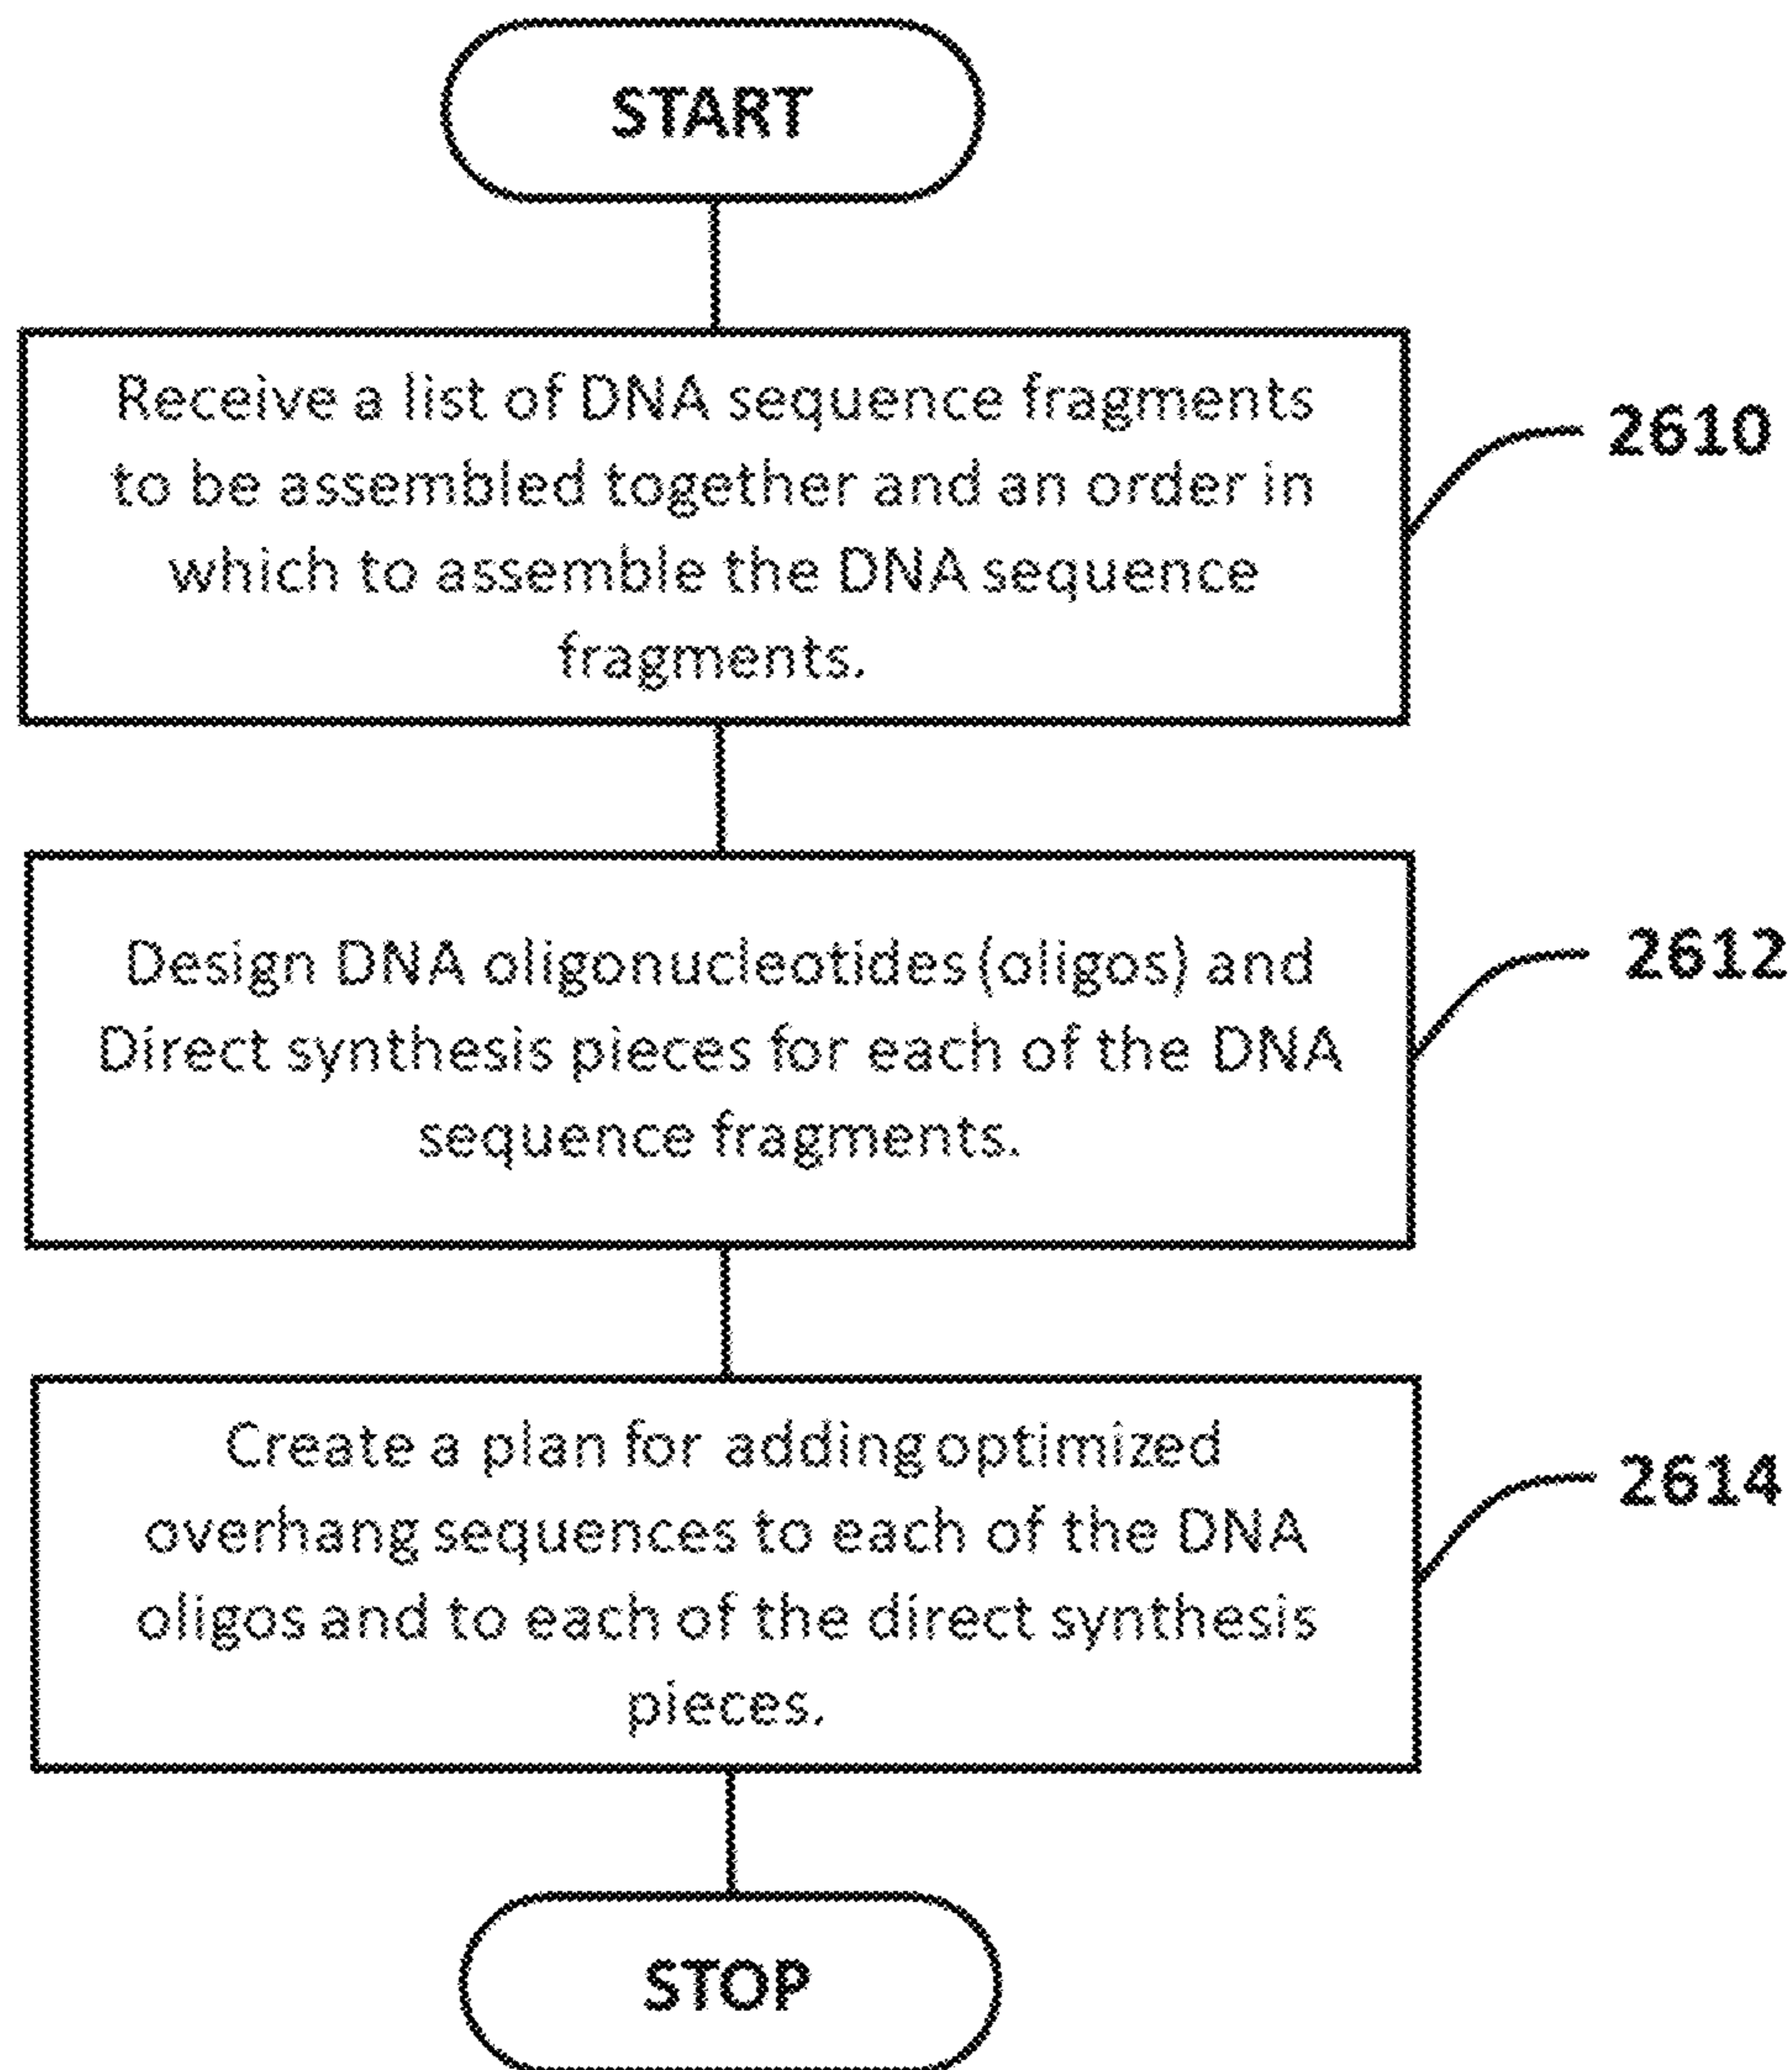 START
Receive a list of DNA sequence fragments
to be assembled together and an order in
which to assemble the DNA sequence
fragments.
2610
Design DNA oligonucleotides (oligos) and
Direct synthesis pieces for each of the DNA
sequence fragments.
2612
Create a plan for adding optimized
overhang sequences to each of the DNA
oligos and to each of the direct synthesis
pieces.
2614
STOP